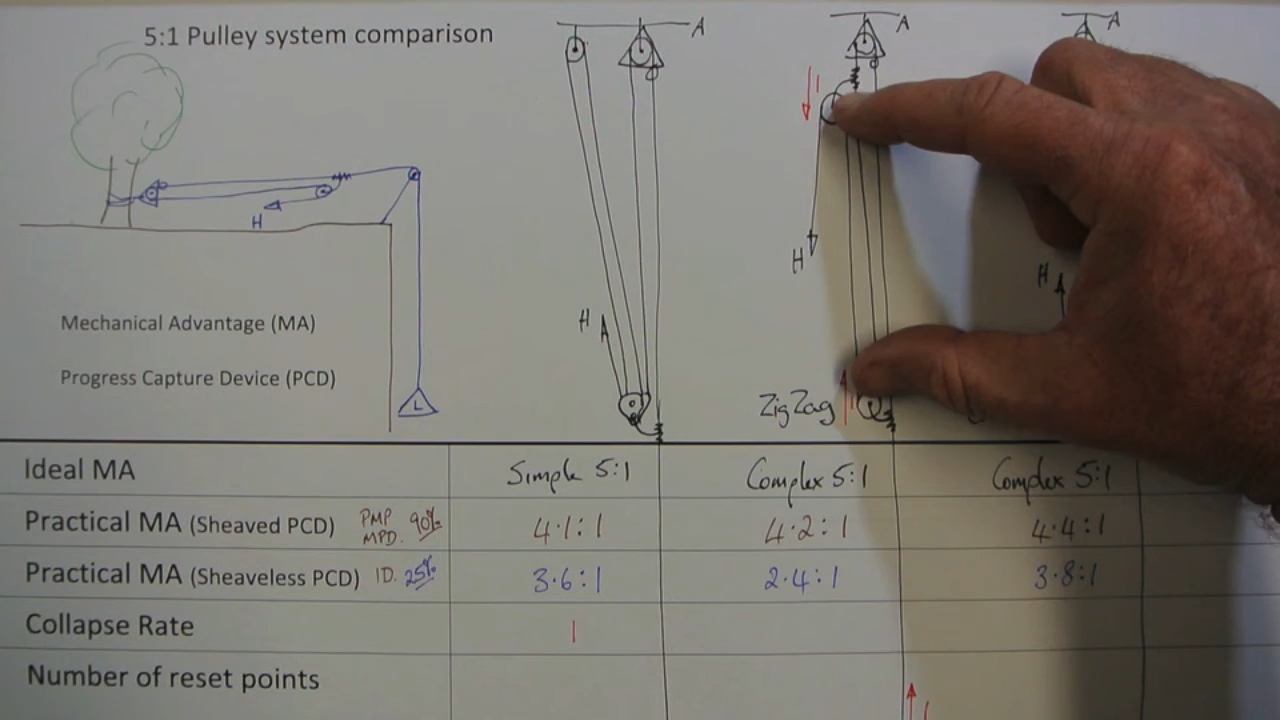 5:1 Pulley system comparison
A
A
A
1
H
H
H
H
Mechanical Advantage (MA)
Progress Capture Device (PCD)
L
ZigZag
Ideal MA Simple 5:1 Complex 5:1 Complex 5:1
Practical MA (Sheaved PCD) PMP MPD. 90% 4·1:1 4·2:1 4·4:1
Practical MA (Sheaveless PCD) ID. 25% 3·6:1 2·4:1 3·8:1
Collapse Rate 1
Number of reset points